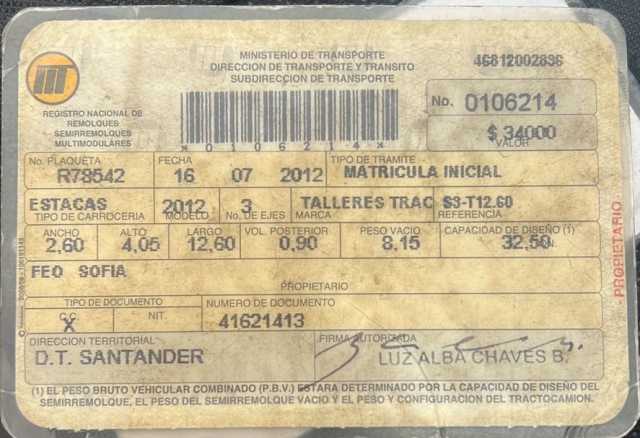 MINISTERIO DE TRANSPORTE
DIRECCION DE TRANSPORTE Y TRANSITO
SUBDIRECCION DE TRANSPORTE
46812002836
REGISTRO NACIONAL DE
REMOLQUES
SEMIRREMOLQUES
MULTIMODULARES
*0106214*
No. 0106214
$ 34000
VALOR
No. PLAQUETA FECHA TIPO DE TRAMITE
R78542 16 07 2012 MATRICULA INICIAL
ESTACAS 2012 3 TALLERES TRAC S3-T12.60
TIPO DE CARROCERIA MODELO No. DE EJES MARCA REFERENCIA
ANCHO ALTO LARGO VOL. POSTERIOR PESO VACIO CAPACIDAD DE DISEÑO (1)
2,60 4,05 12,60 0,90 8,15 32,50
FEO SOFIA
PROPIETARIO
TIPO DE DOCUMENTO NUMERO DE DOCUMENTO
C.C. NIT.
X 41621413
DIRECCION TERRITORIAL FIRMA AUTORIZADA
D.T. SANTANDER LUZ ALBA CHAVES B.
(1) EL PESO BRUTO VEHICULAR COMBINADO (P.B.V.) ESTARA DETERMINADO POR LA CAPACIDAD DE DISEÑO DEL
SEMIRREMOLQUE, EL PESO DEL SEMIRREMOLQUE VACIO Y EL PESO Y CONFIGURACION DEL TRACTOCAMION.
-PROPIETARIO